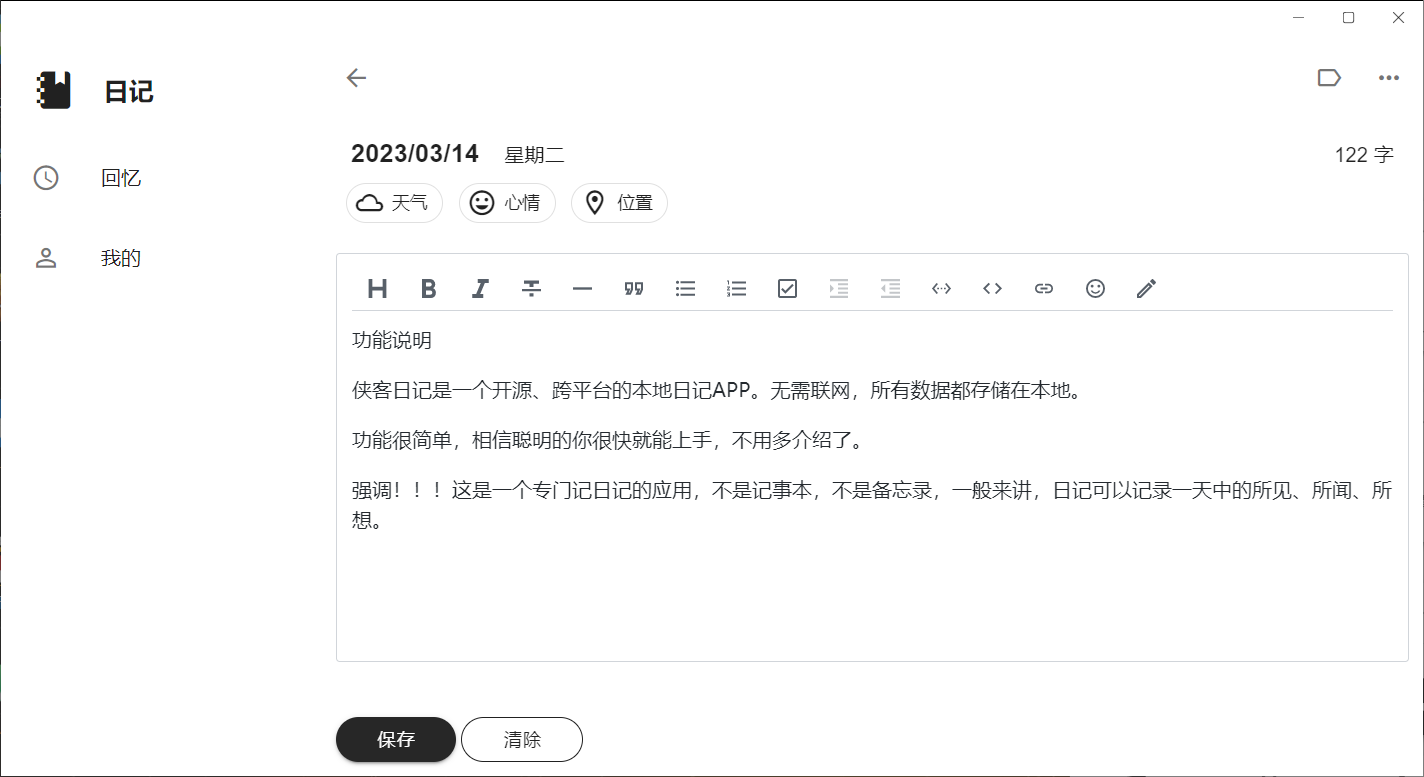 日记
回忆
我的
2023/03/14 星期二
122 字
天气 心情 位置
功能说明
侠客日记是一个开源、跨平台的本地日记APP。无需联网，所有数据都存储在本地。
功能很简单，相信聪明的你很快就能上手，不用多介绍了。
强调！！！这是一个专门记日记的应用，不是记事本，不是备忘录，一般来讲，日记可以记录一天中的所见、所闻、所
想。
保存 清除